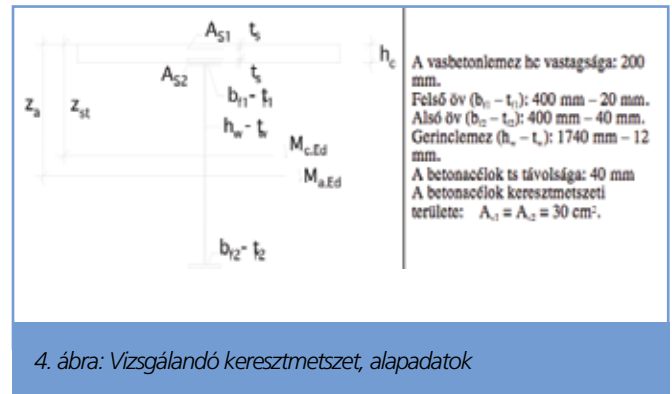 A_S1 t_s
h_c
A_S2 t_s
z_a z_st
b_f1- t_1
h_w - t_w
M_c.Ed
M_a.Ed
b_f2- t_2
A vasbetonlemez hc vastagsága: 200
mm.
Felső öv (b_f1 – t_f1): 400 mm – 20 mm.
Alsó öv (b_f2 – t_f2): 400 mm – 40 mm.
Gerinclemez (h_w – t_w): 1740 mm – 12
mm.
A betonacélok ts távolsága: 40 mm
A betonacélok keresztmetszeti
területe: A_s1 = A_s2 = 30 cm².
4. ábra: Vizsgálandó keresztmetszet, alapadatok